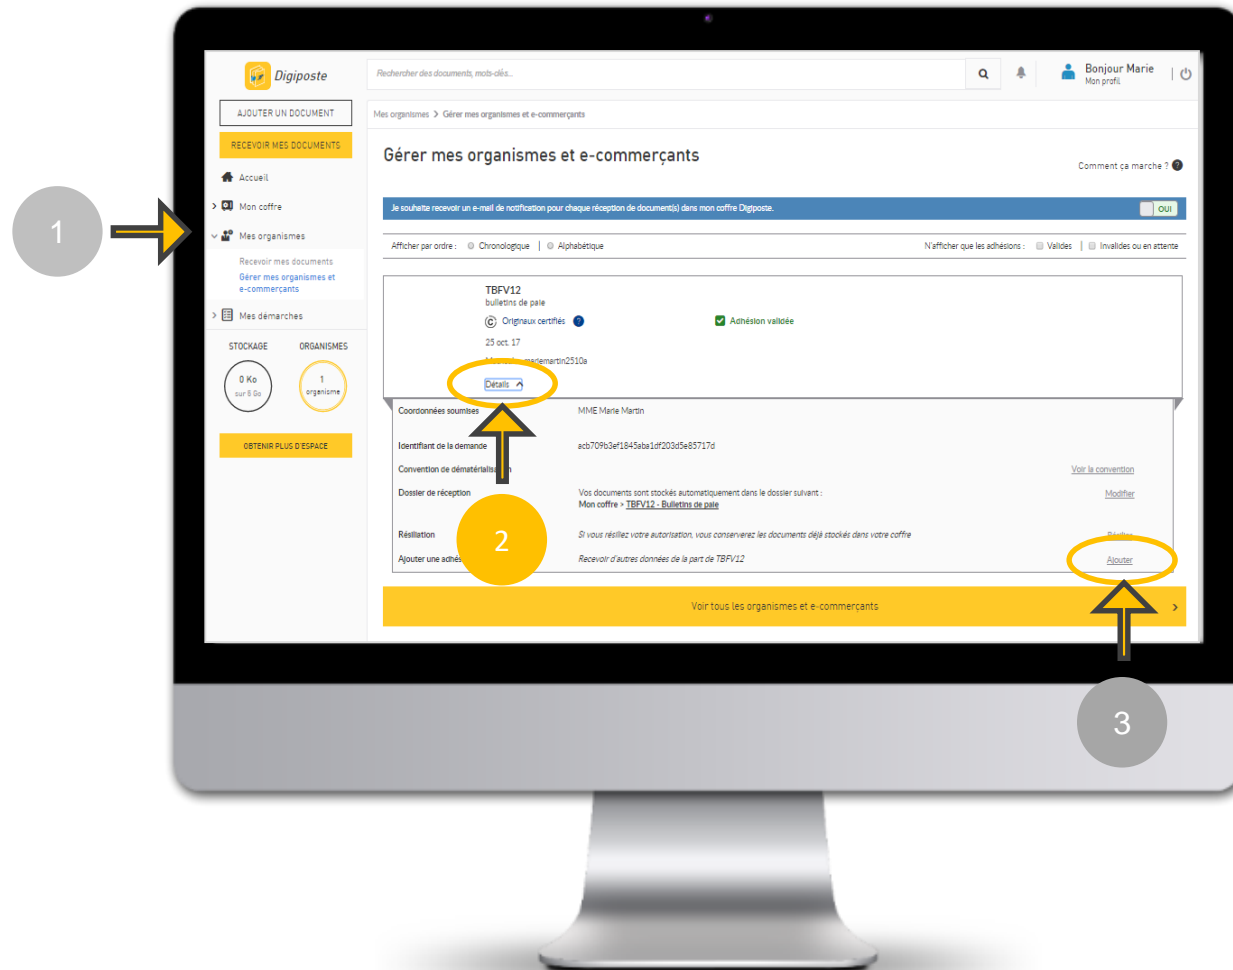 Digiposte
Rechercher des documents, mots-clés...
Bonjour Marie
Mon profil
AJOUTER UN DOCUMENT
RECEVOIR MES DOCUMENTS
Accueil
Mon coffre
Mes organismes
Recevoir mes documents
Gérer mes organismes et
e-commerçants
Mes démarches
STOCKAGE ORGANISMES
0 Ko
sur 6 Go
1
organisme
OBTENIR PLUS D'ESPACE
Mes organismes > Gérer mes organismes et e-commerçants
Gérer mes organismes et e-commerçants
Comment ça marche ? ?
Je souhaite recevoir un e-mail de notification pour chaque réception de document(s) dans mon coffre Digiposte.
OUI
Afficher par ordre : Chronologique | Alphabétique
N'afficher que les adhésions : Valides | Invalides ou en attente
TBFV12
bulletins de paie
C Originaux certifiés ?
Adhésion validée
25 oct. 17
mariemartin2510a
Détails
Coordonnées soumises MME Marie Martin
Identifiant de la demande acb709b3ef1845aba1df203d5e85717d
Convention de dématérialisation Voir la convention
Dossier de réception Vos documents sont stockés automatiquement dans le dossier suivant : Modifier
Mon coffre > TBFV12 - Bulletins de paie
Résiliation Si vous résiliez votre autorisation, vous conserverez les documents déjà stockés dans votre coffre
Ajouter une Recevoir d'autres données de la part de TBFV12 Ajouter
Voir tous les organismes et e-commerçants
1
2
3